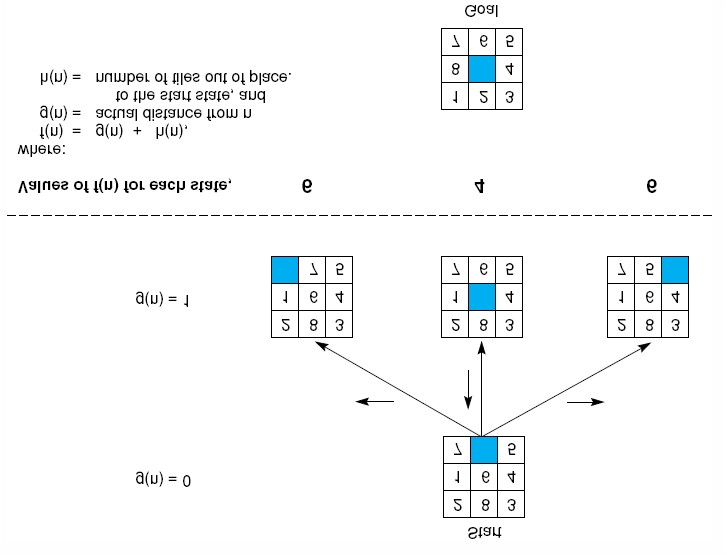 Start
2 8 3
1 6 4
g(n) = 0
7 5
2 8 3
1 6 4
7 5
2 8 3
1 4
7 6 5
2 8 3
1 6 4
7 5
g(n) = 1
Values of f(n) for each state, 6 4 6
where:
f(n) = g(n) + h(n),
g(n) = actual distance from n
to the start state, and
h(n) = number of tiles out of place.
1 2 3
8 4
7 6 5
Goal